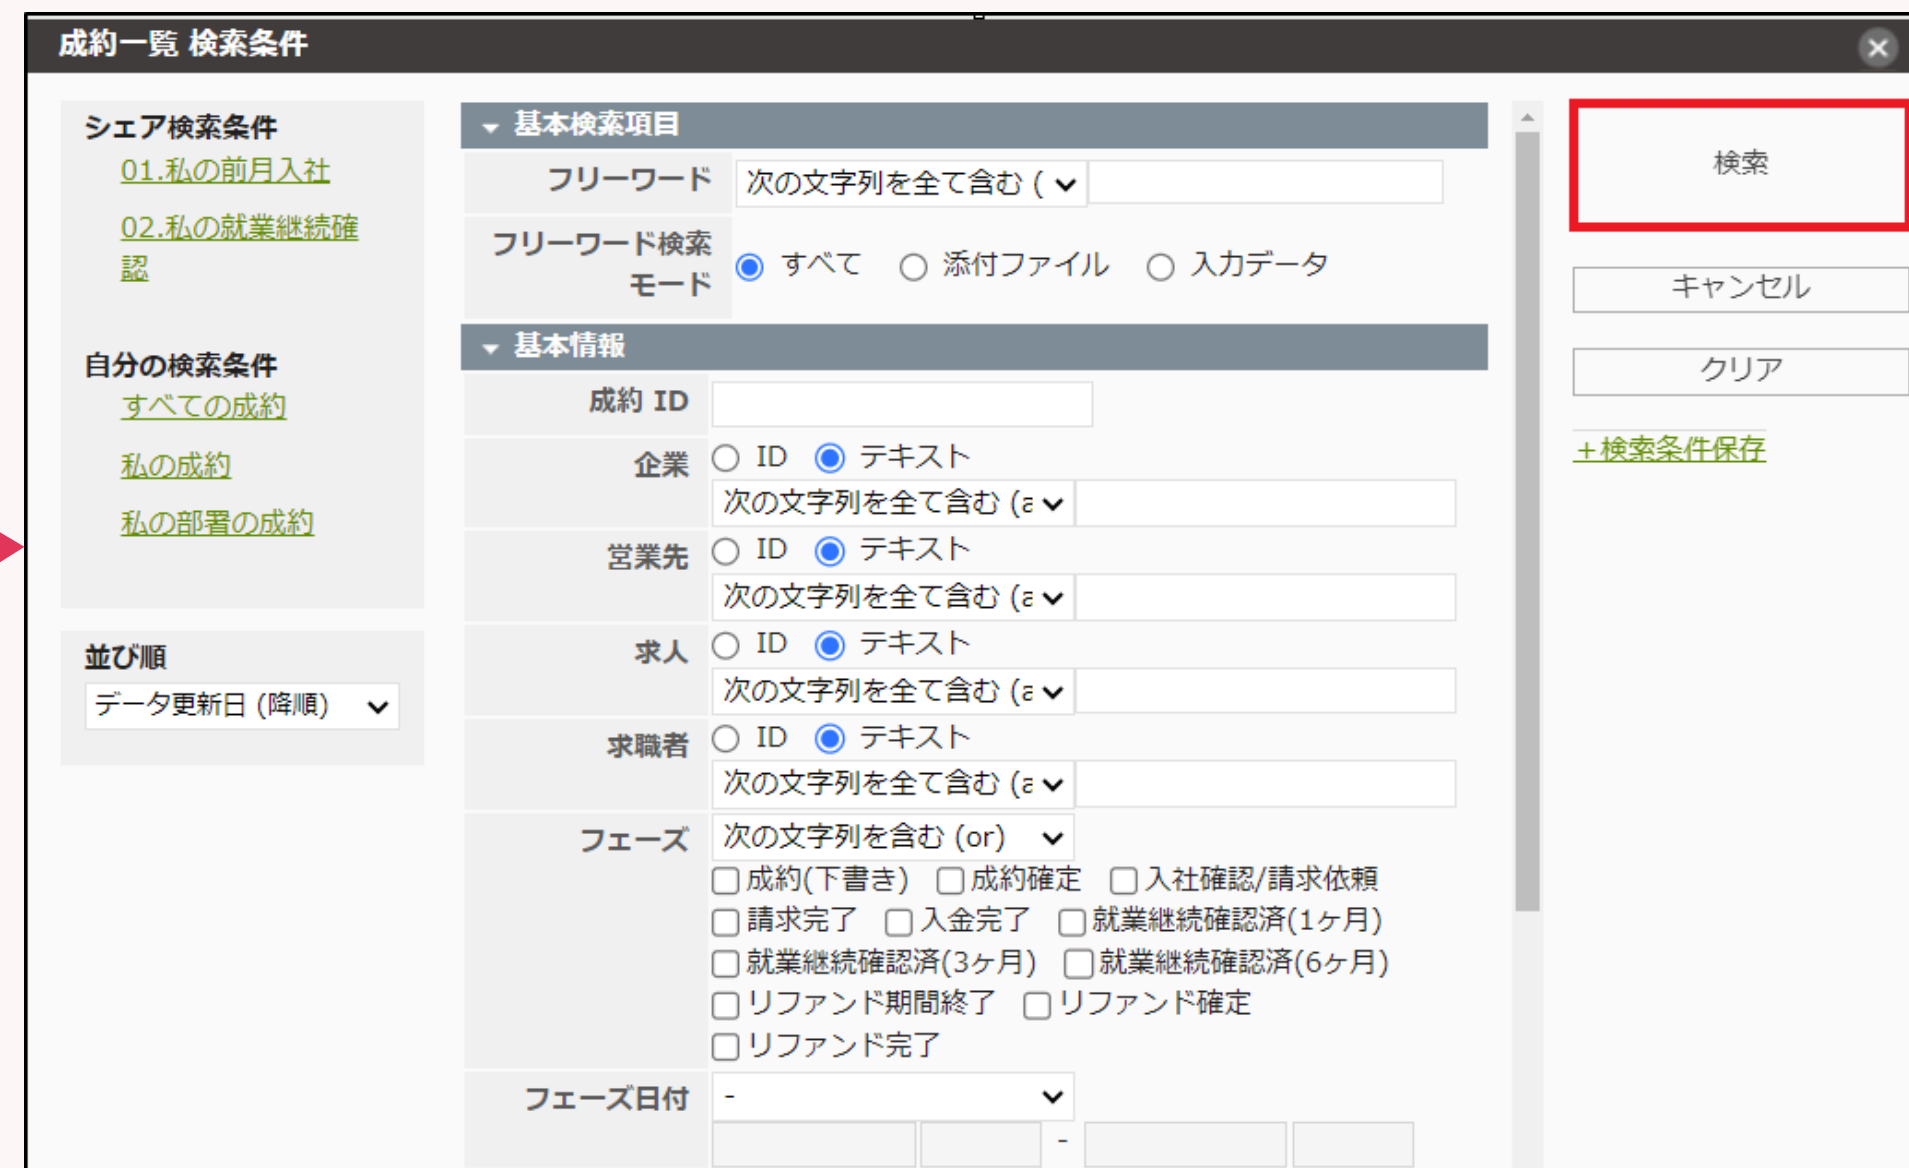 成約一覧 検索条件
シェア検索条件
01.私の前月入社
02.私の就業継続確
認
自分の検索条件
すべての成約
私の成約
私の部署の成約
並び順
データ更新日 (降順)
基本検索項目
フリーワード 次の文字列を全て含む (
フリーワード検索
モード すべて 添付ファイル 入力データ
基本情報
成約 ID
企業 ID テキスト
次の文字列を全て含む (a
営業先 ID テキスト
次の文字列を全て含む (a
求人 ID テキスト
次の文字列を全て含む (a
求職者 ID テキスト
次の文字列を全て含む (a
フェーズ 次の文字列を含む (or)
成約(下書き) 成約確定 入社確認/請求依頼
請求完了 入金完了 就業継続確認済(1ヶ月)
就業継続確認済(3ヶ月) 就業継続確認済(6ヶ月)
リファンド期間終了 リファンド確定
リファンド完了
フェーズ日付 -
-
検索
キャンセル
クリア
+検索条件保存